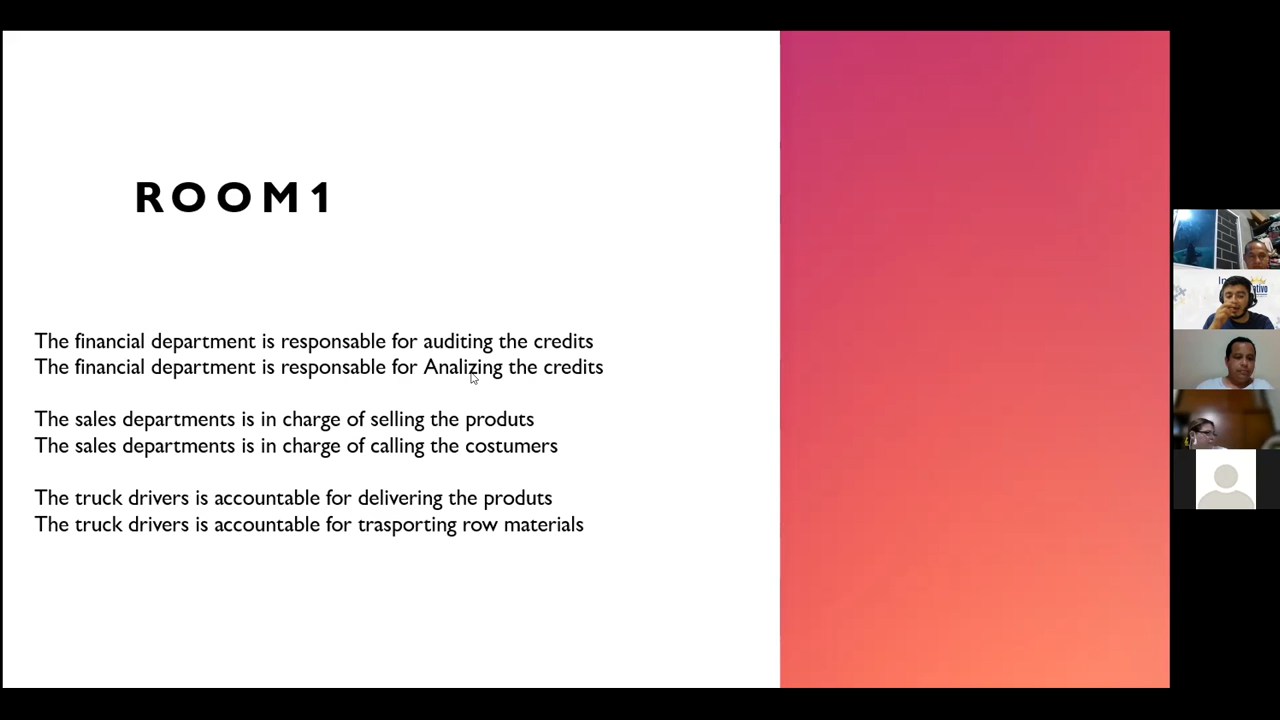 ROOM1
The financial department is responsable for auditing the credits
The financial department is responsable for Analizing the credits
The sales departments is in charge of selling the produts
The sales departments is in charge of calling the costumers
The truck drivers is accountable for delivering the produts
The truck drivers is accountable for trasporting row materials